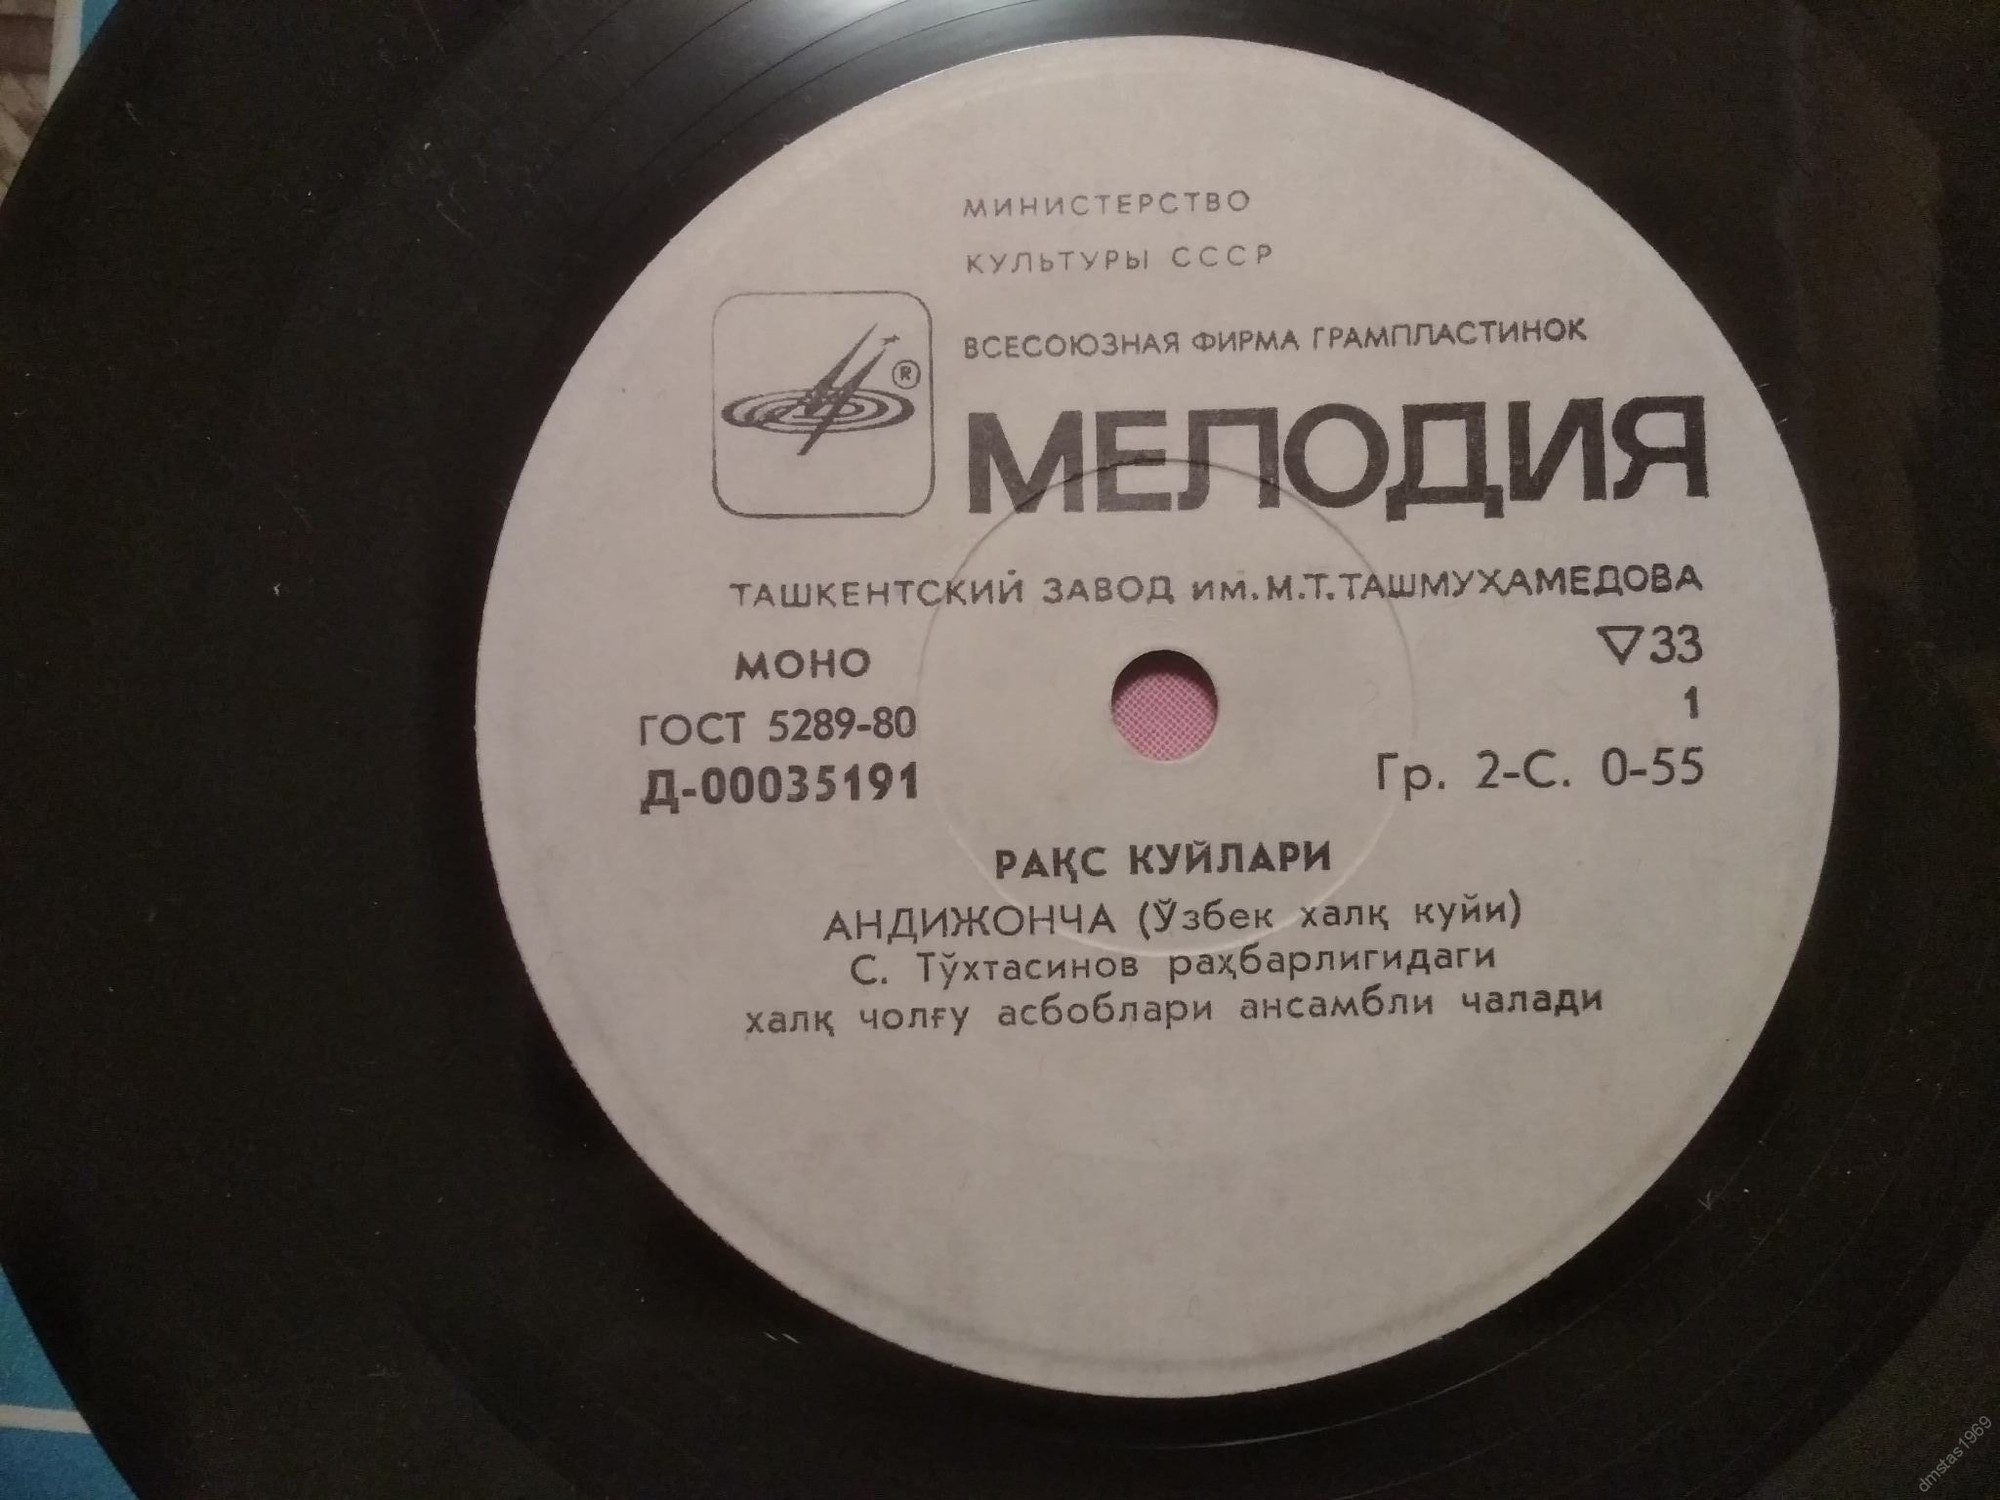 МИНИСТЕРСТВО
КУЛЬТУРЫ СССР
ВСЕСОЮЗНАЯ ФИРМА ГРАМПЛАСТИНОК
®
МЕЛОДИЯ
ТАШКЕНТСКИЙ ЗАВОД ИМ. М.Т.ТАШМУХАМЕДОВА
МОНО
▽33
ГОСТ 5289-80
1
Д-00035191
Гр. 2-С. 0-55
РАҚС КУЙЛАРИ
АНДИЖОНЧА (Ўзбек халқ куйи)
С. Тўхтасинов раҳбарлигидаги
халқ чолғу асбоблари ансамбли чалади
dmstas1969